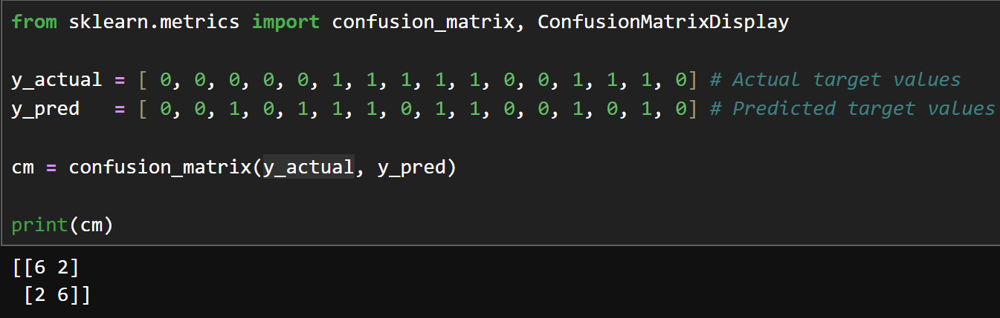 from sklearn.metrics import confusion_matrix, ConfusionMatrixDisplay
y_actual = [ 0, 0, 0, 0, 0, 1, 1, 1, 1, 1, 0, 0, 1, 1, 1, 0] # Actual target values
y_pred   = [ 0, 0, 1, 0, 1, 1, 1, 0, 1, 1, 0, 0, 1, 0, 1, 0] # Predicted target values
cm = confusion_matrix(y_actual, y_pred)
print(cm)
[[6 2]
 [2 6]]